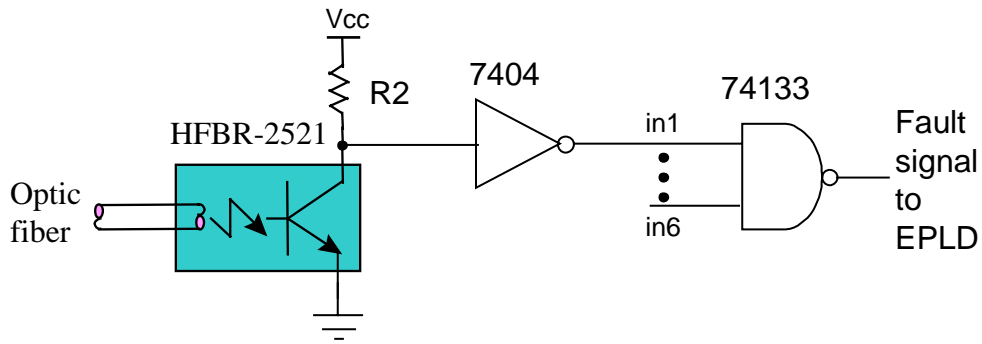 Vcc
R2
7404
74133
HFBR-2521
in1
in6
Optic
fiber
Fault
signal
to
EPLD